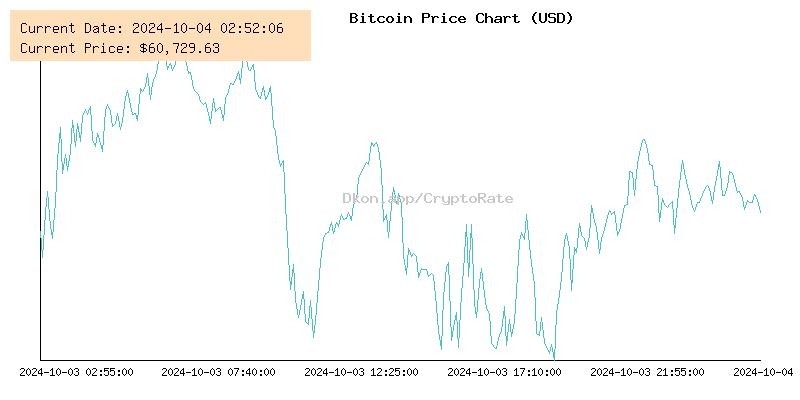 Bitcoin Price Chart (USD)
Current Date: 2024-10-04 02:52:06
Current Price: $60,729.63
Dkon.app/CryptoRate
2024-10-03 02:55:00 2024-10-03 07:40:00 2024-10-03 12:25:00 2024-10-03 17:10:00 2024-10-03 21:55:00 2024-10-04